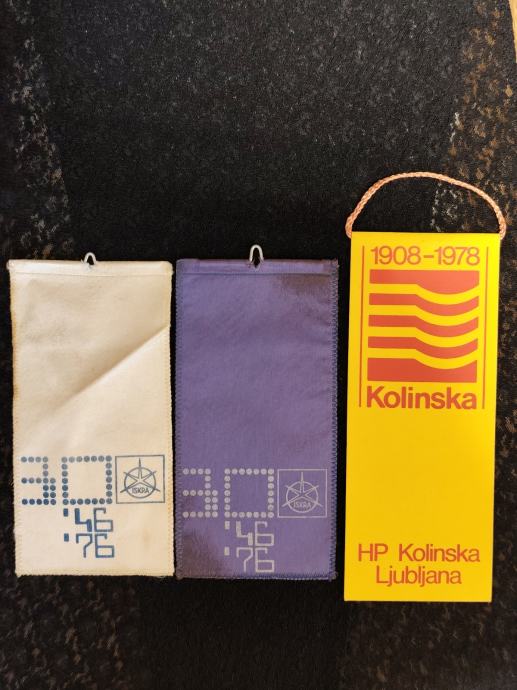 30
ISKRA
'46
'76
30
ISKRA
'46
'76
1908-1978
Kolinska
HP Kolinska
Ljubljana